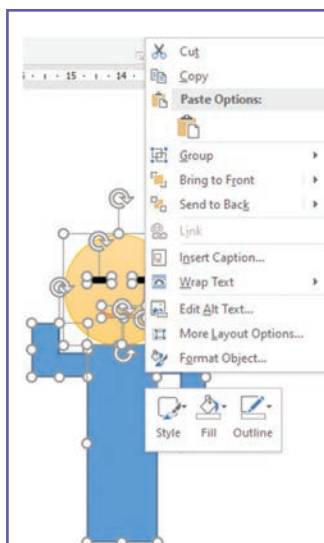 15 · 14
Cut
Copy
Paste Options:
Group
Bring to Front
Send to Back
Link
Insert Caption...
Wrap Text
Edit Alt Text...
More Layout Options...
Format Object...
Style Fill Outline